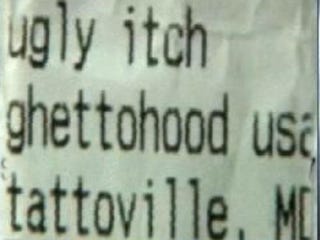 ugly itch
ghettohood usa
tattoville, MD